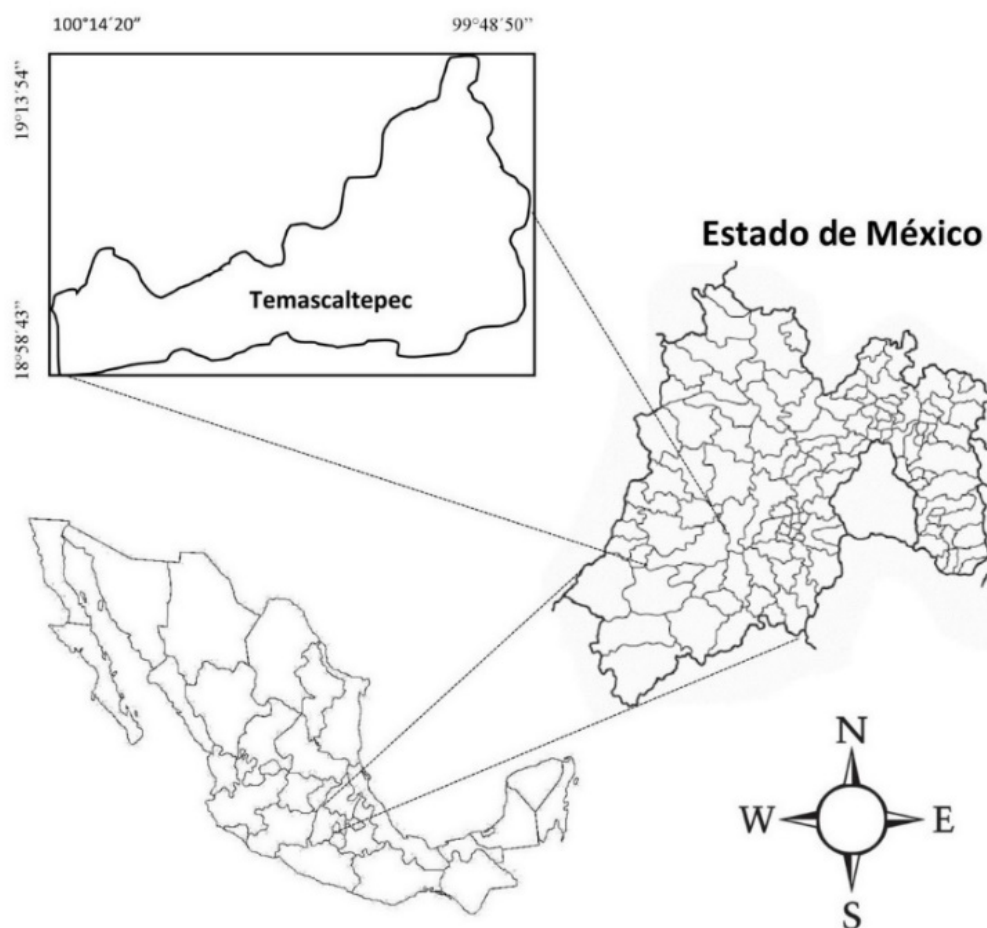 100°14´20” 99°48´50”
19°13´54”
18°58´43”
Temascaltepec
Estado de México
N
W E
S